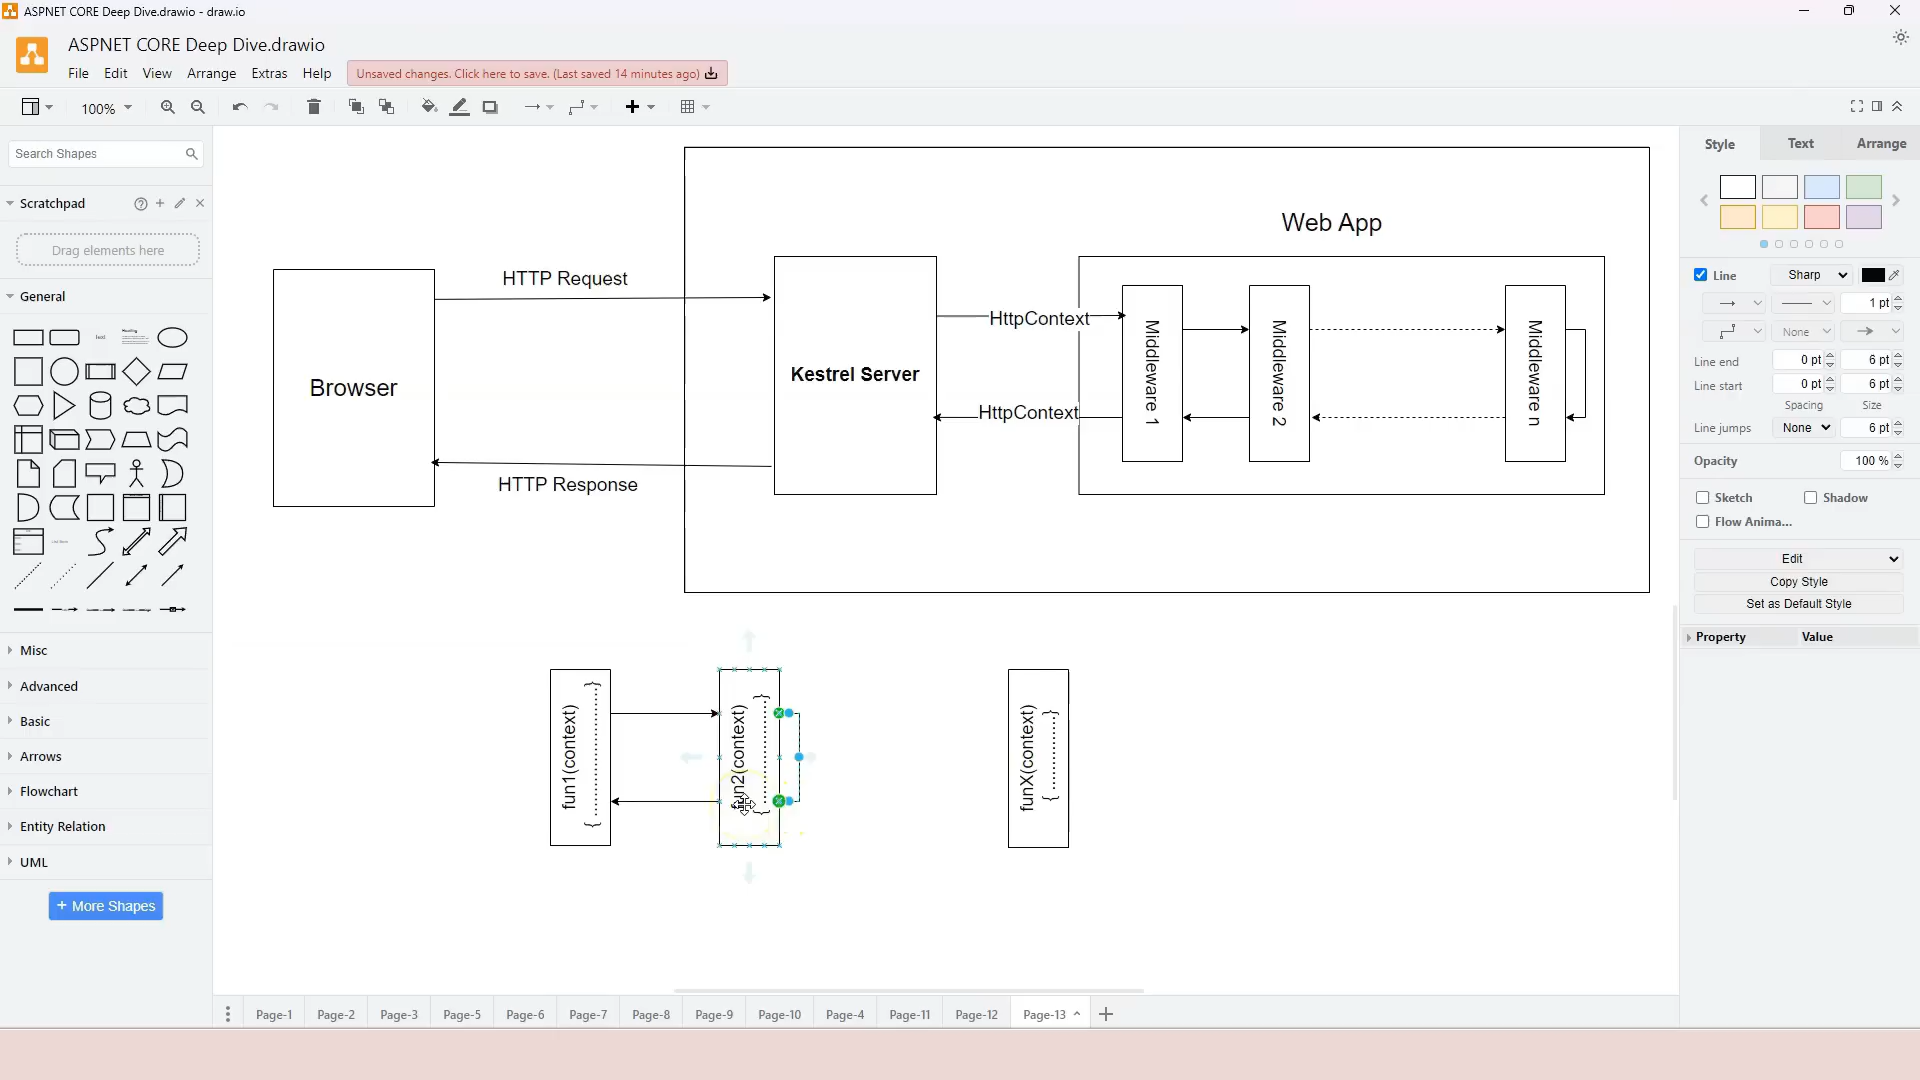 ASPNET CORE Deep Dive.drawio - draw.io
ASPNET CORE Deep Dive.drawio
File Edit View Arrange Extras Help
Unsaved changes. Click here to save. (Last saved 14 minutes ago)
100%
Search Shapes
Scratchpad
Drag elements here
General
Text
Heading
Misc
Advanced
Basic
Arrows
Flowchart
Entity Relation
UML
+ More Shapes
Web App
HTTP Request
Browser
HTTP Response
Kestrel Server
HttpContext
HttpContext
Middleware 1
Middleware 2
Middleware n
fun1(context)
{..................}
fun2(context)
{..................}
funX(context)
{............}
Page-1 Page-2 Page-3 Page-5 Page-6 Page-7 Page-8 Page-9 Page-10 Page-4 Page-11 Page-12 Page-13
Style Text Arrange
Line Sharp
1 pt
None
Line end 0 pt 6 pt
Line start 0 pt 6 pt
Spacing Size
Line jumps None 6 pt
Opacity 100 %
Sketch Shadow
Flow Anima...
Edit
Copy Style
Set as Default Style
Property Value